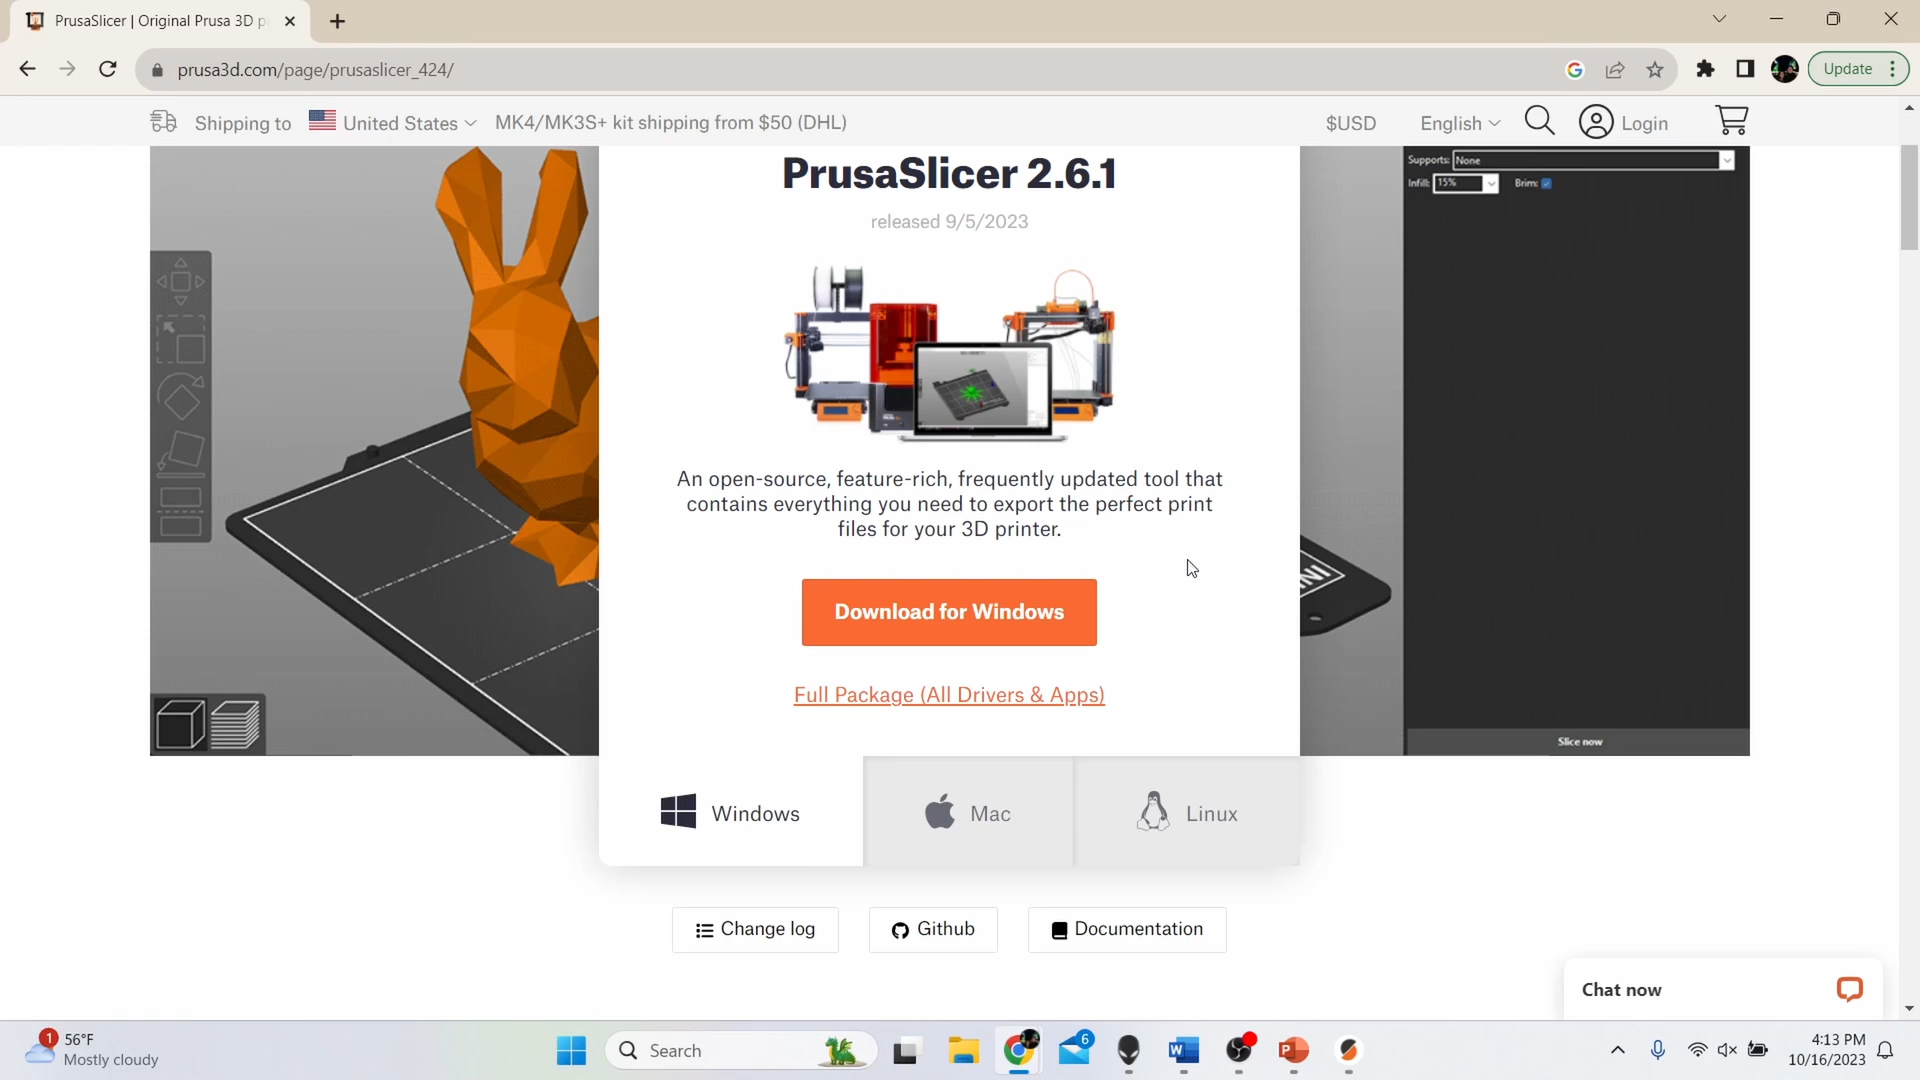 PrusaSlicer | Original Prusa 3D p
prusa3d.com/page/prusaslicer_424/
Update
Shipping to United States MK4/MK3S+ kit shipping from $50 (DHL) $USD English Login
PrusaSlicer 2.6.1
released 9/5/2023
Supports: None
Infill: 15% Brim:
An open-source, feature-rich, frequently updated tool that
contains everything you need to export the perfect print
files for your 3D printer.
INI
Download for Windows
Full Package (All Drivers & Apps)
Slice now
Windows Mac Linux
Change log Github Documentation
Chat now
1
56°F
Mostly cloudy
Search
6
4:13 PM
10/16/2023